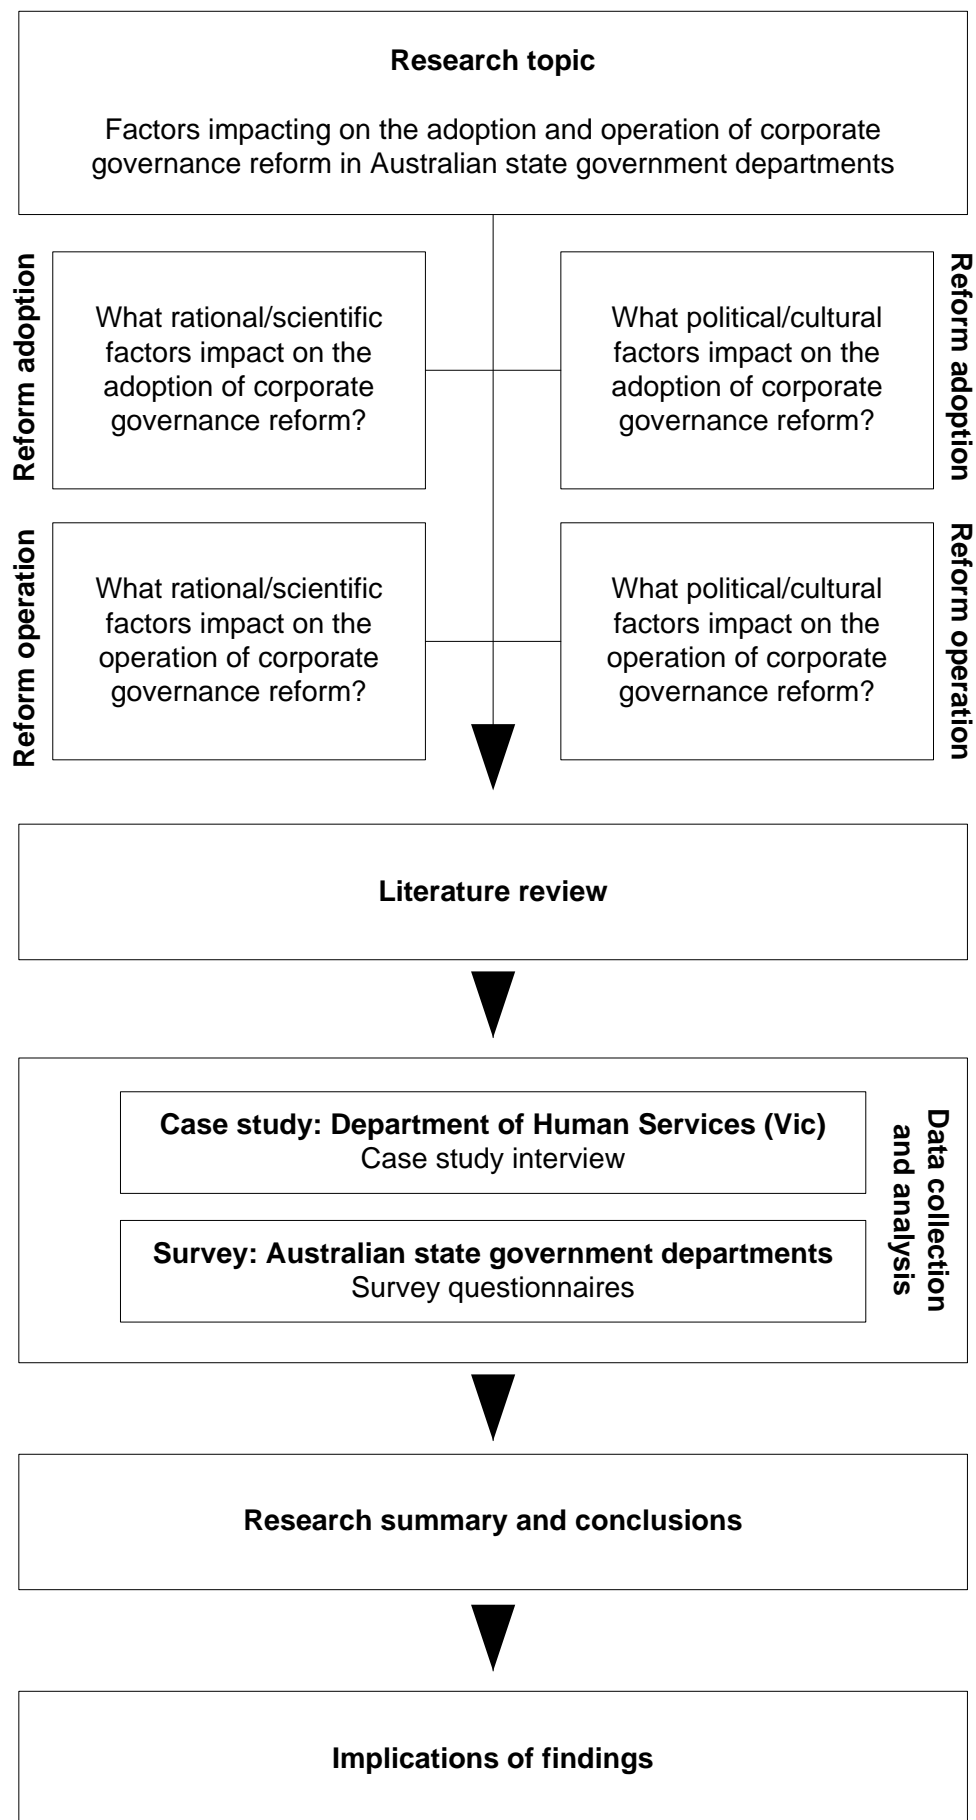 Research topic
Factors impacting on the adoption and operation of corporate
governance reform in Australian state government departments
Reform adoption
What rational/scientific
factors impact on the
adoption of corporate
governance reform?
What political/cultural
factors impact on the
adoption of corporate
governance reform?
Reform adoption
Reform operation
What rational/scientific
factors impact on the
operation of corporate
governance reform?
What political/cultural
factors impact on the
operation of corporate
governance reform?
Reform operation
Literature review
Case study: Department of Human Services (Vic)
Case study interview
Survey: Australian state government departments
Survey questionnaires
Data collection
and analysis
Research summary and conclusions
Implications of findings